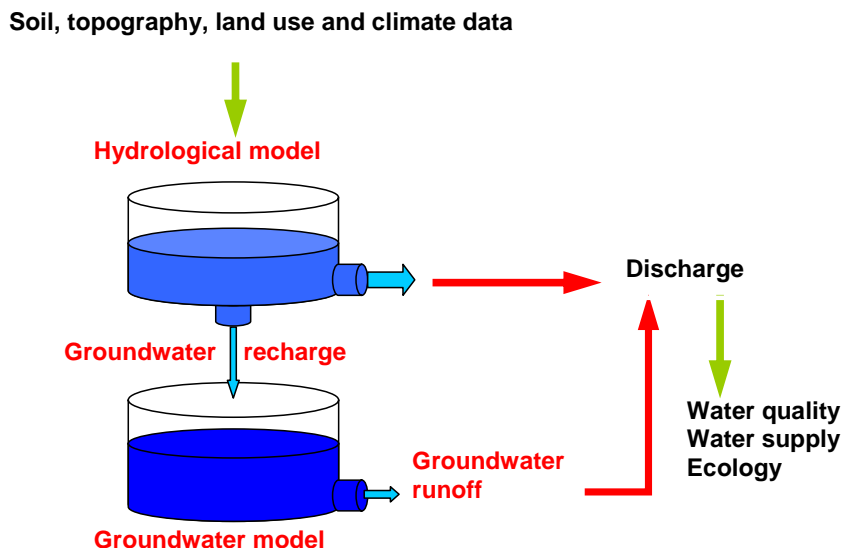 Soil, topography, land use and climate data
Hydrological model
Discharge
Groundwater recharge
Water quality
Water supply
Ecology
Groundwater
runoff
Groundwater model